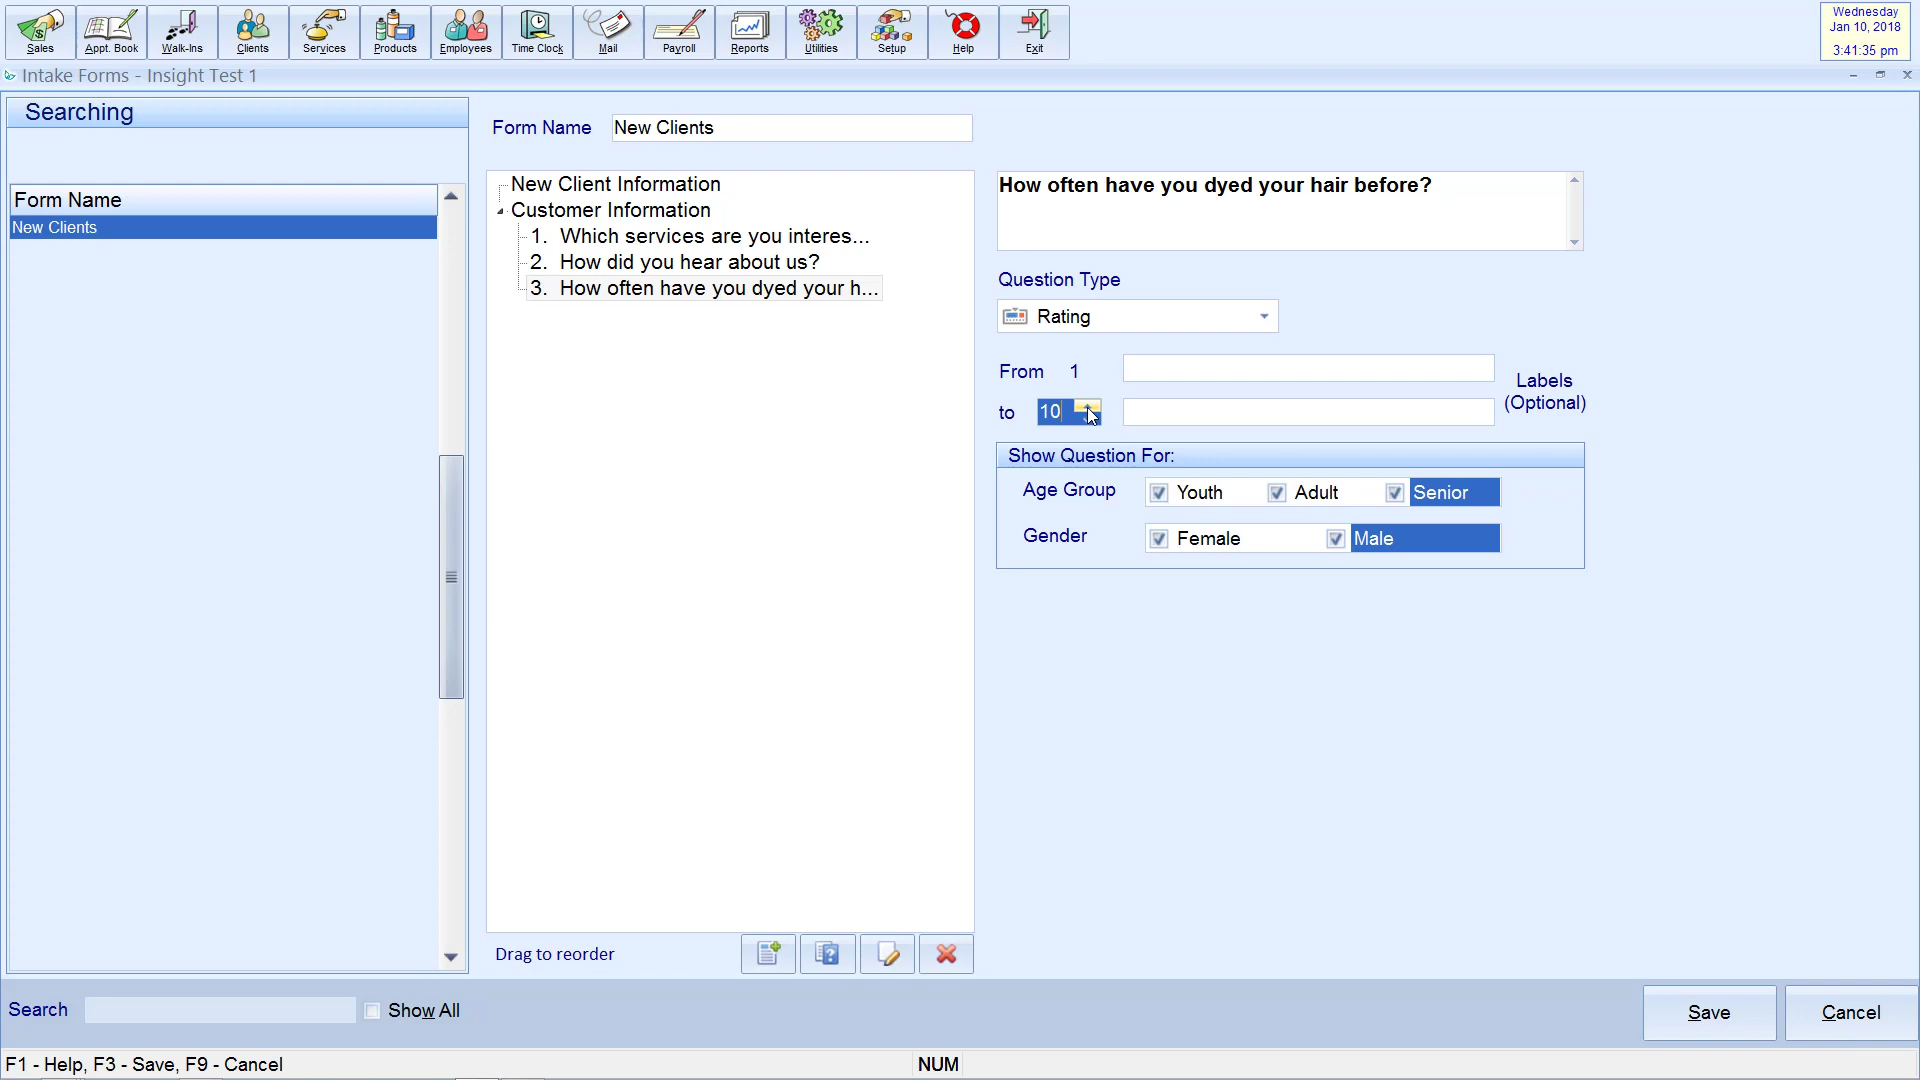 Sales Appt. Book Walk-Ins Clients Services Products Employees Time Clock Mail Payroll Reports Utilities Setup Help Exit
Wednesday
Jan 10, 2018
3:41:35 pm
Intake Forms - Insight Test 1
Searching
Form Name
New Clients
Form Name New Clients
New Client Information
Customer Information
1. Which services are you interes...
2. How did you hear about us?
3. How often have you dyed your h...
Drag to reorder
How often have you dyed your hair before?
Question Type
Rating
From 1
to 10
Labels
(Optional)
Show Question For:
Age Group Youth Adult Senior
Gender Female Male
Search Show All
Save Cancel
F1 - Help, F3 - Save, F9 - Cancel NUM